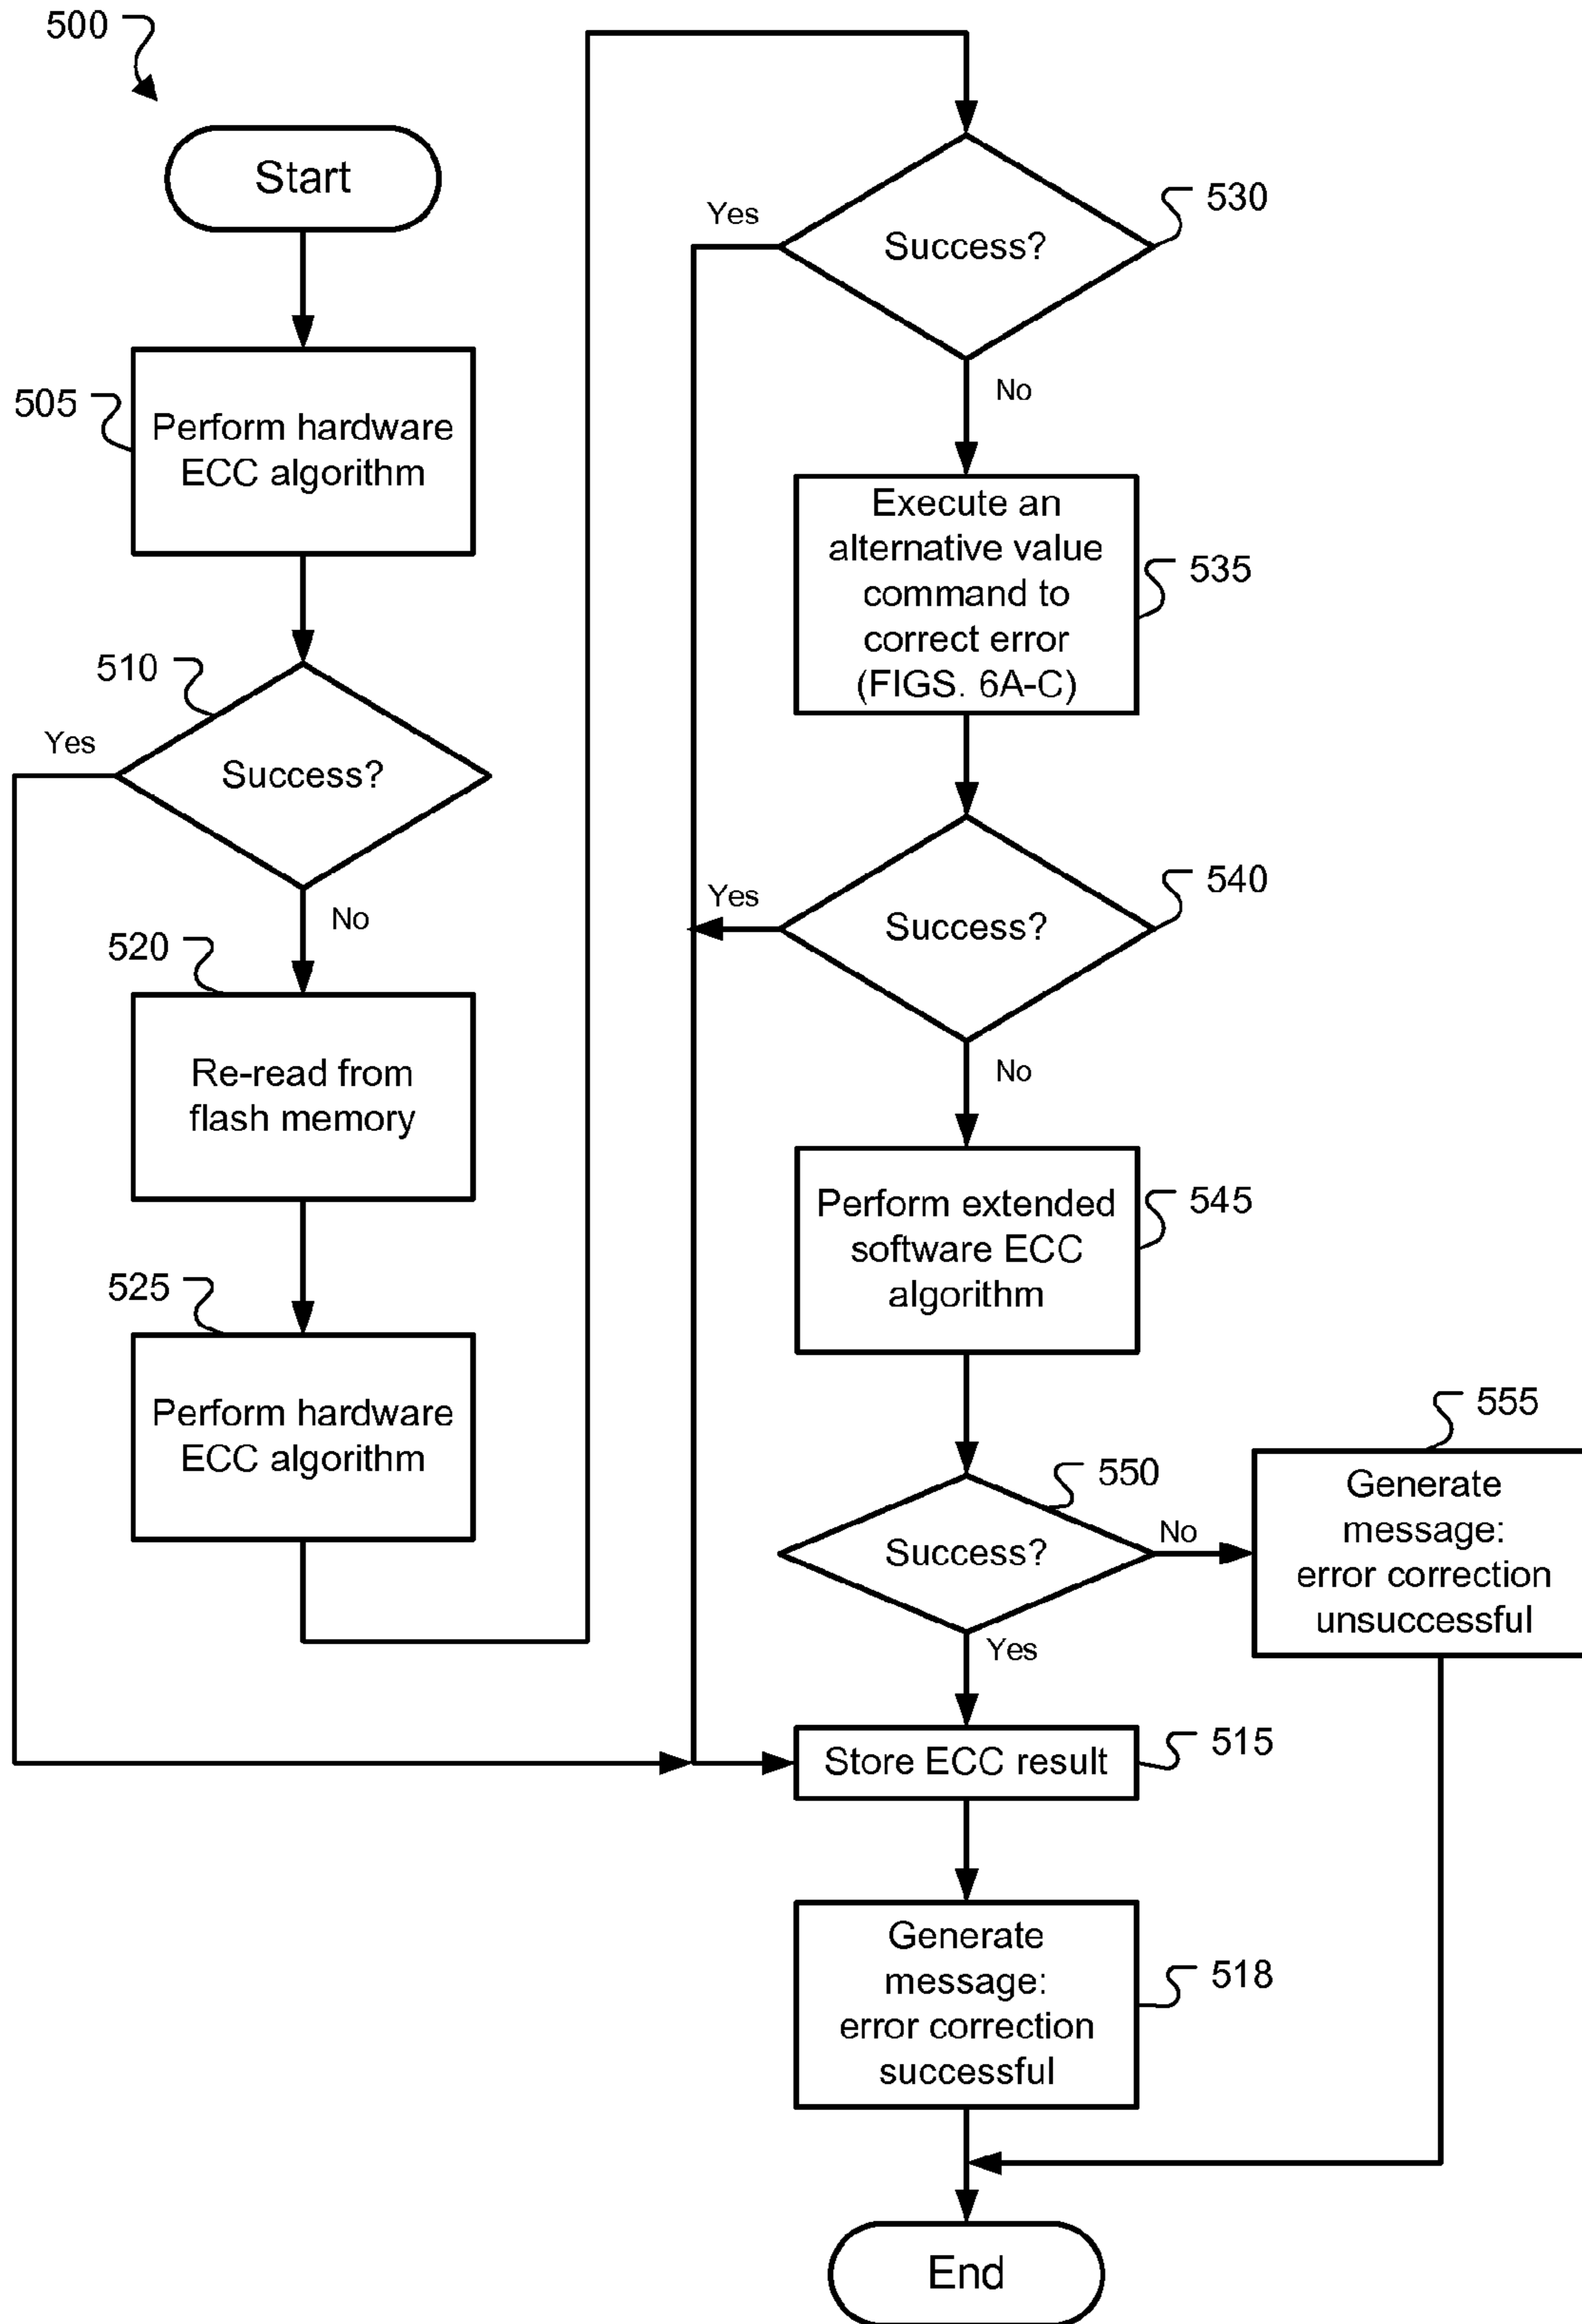 500
Start
505
Perform hardware
ECC algorithm
510
Yes
Success?
No
520
Re-read from
flash memory
525
Perform hardware
ECC algorithm
530
Yes
Success?
No
Execute an
alternative value
command to
correct error
(FIGS. 6A-C)
535
540
Yes
Success?
No
Perform extended
software ECC
algorithm
545
550
Success?
No
Yes
555
Generate
message:
error correction
unsuccessful
Store ECC result
515
Generate
message:
error correction
successful
518
End